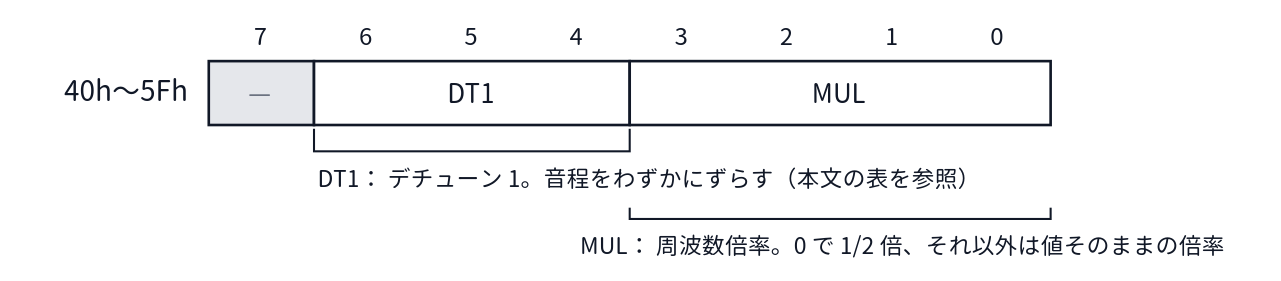 7 6 5 4 3 2 1 0
40h～5Fh — DT1 MUL
DT1： デチューン 1。音程をわずかにずらす（本文の表を参照）
MUL： 周波数倍率。0 で 1/2 倍、それ以外は値そのままの倍率